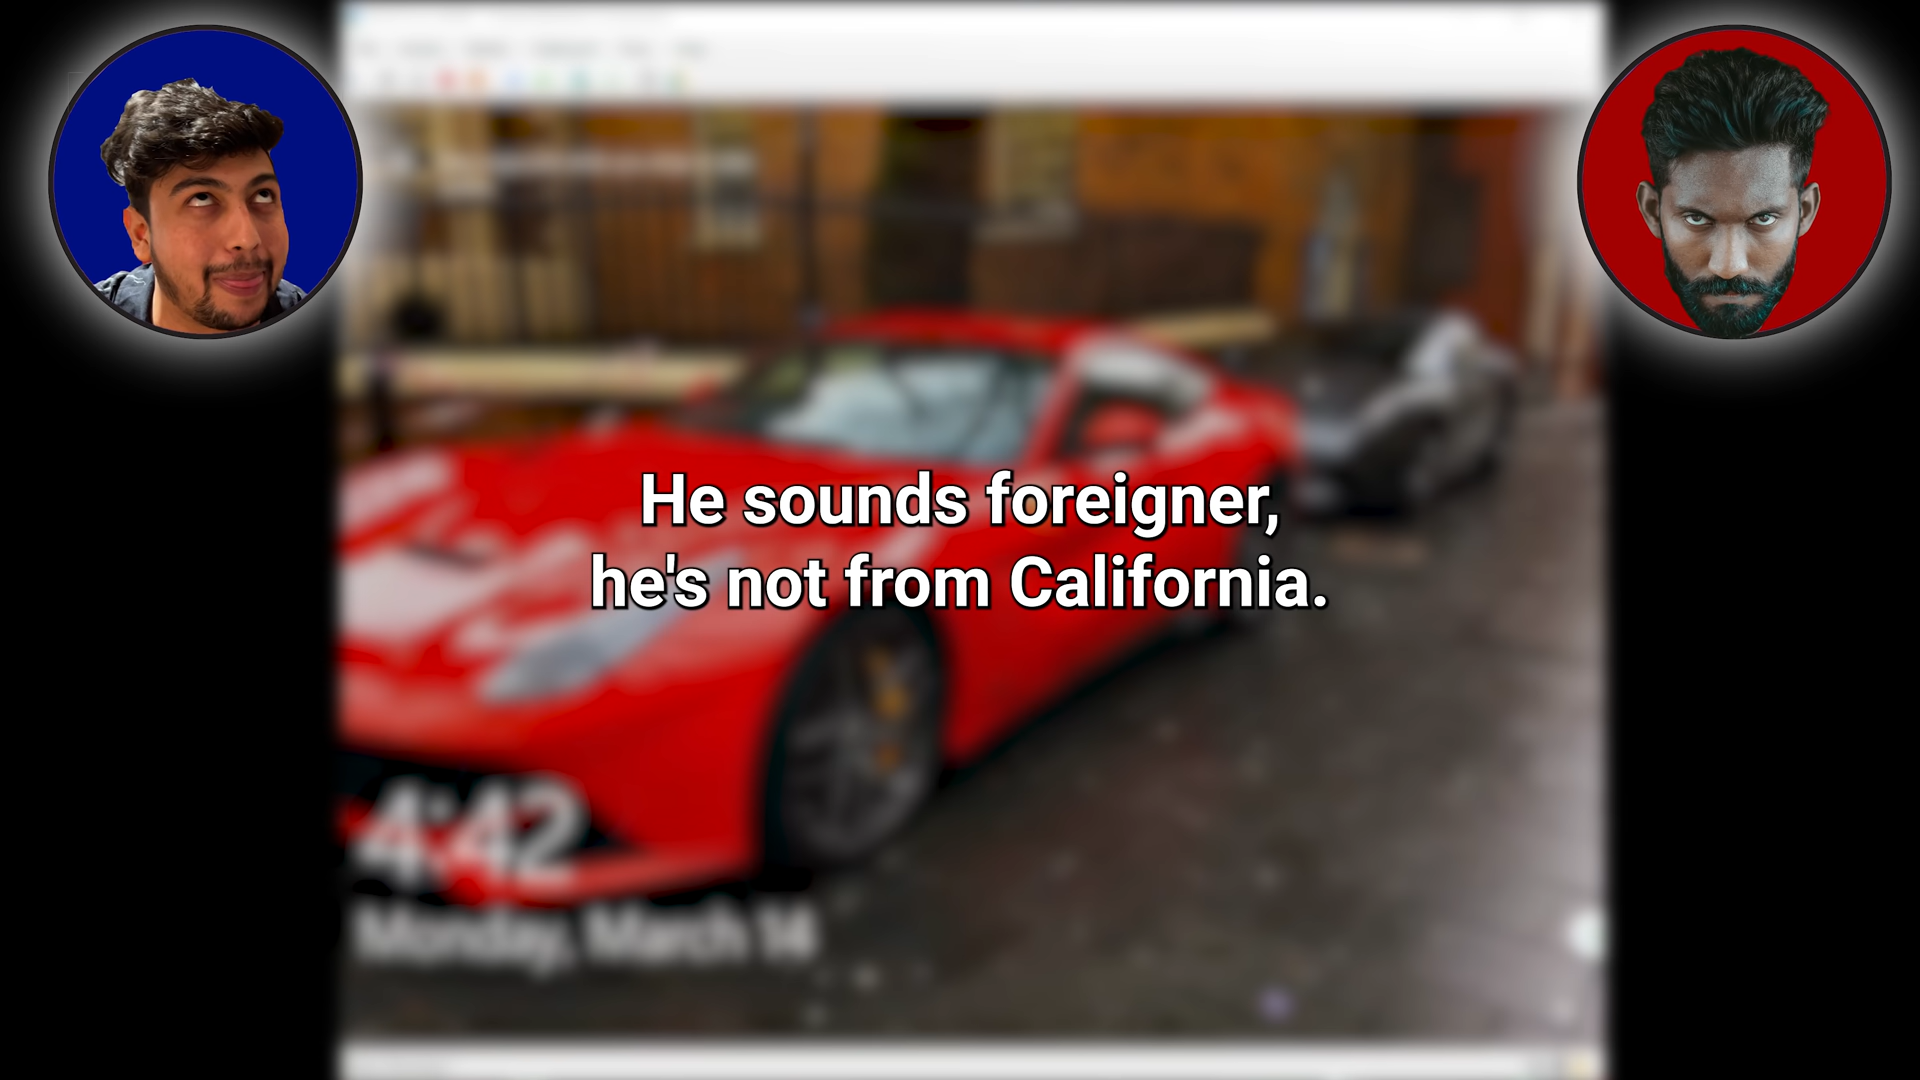 He sounds foreigner,
he's not from California.
4:42
Monday, March 14